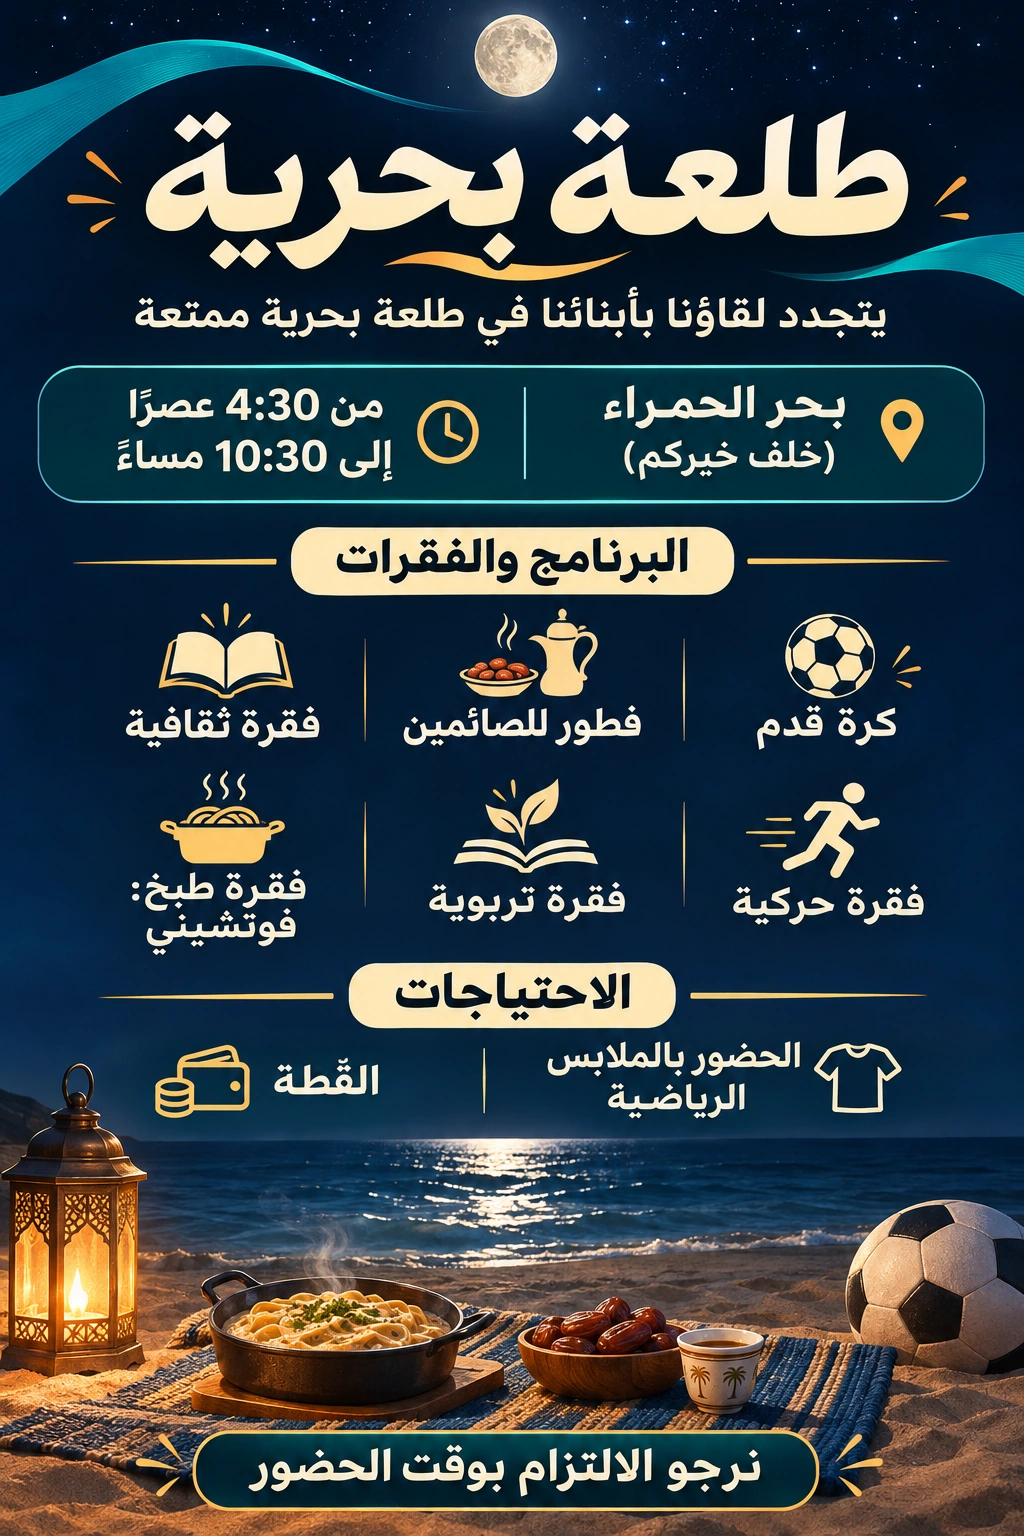 طلعة بحرية
يتجدد لقاؤنا بأبنائنا في طلعة بحرية ممتعة
بحر الحمراء
(خلف خيركم)
من 4:30 عصرًا
إلى 10:30 مساءً
البرنامج والفقرات
كرة قدم
فطور للصائمين
فقرة ثقافية
فقرة حركية
فقرة تربوية
فقرة طبخ:
فوتشيني
الاحتياجات
الحضور بالملابس
الرياضية
القّطة
نرجو الالتزام بوقت الحضور